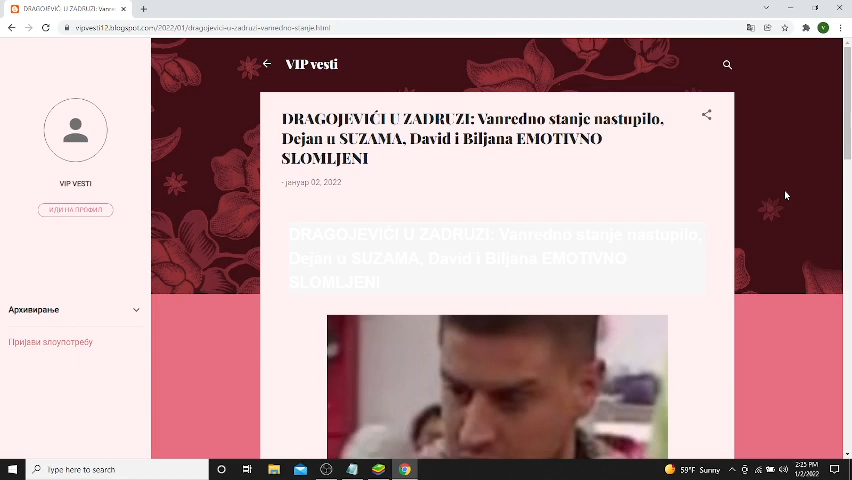 DRAGOJEVIĆI U ZADRUZI: Vanre
vipvesti12.blogspot.com/2022/01/dragojevici-u-zadruzi-vanredno-stanje.html
VIP vesti
DRAGOJEVIĆI U ZADRUZI: Vanredno stanje nastupilo,
Dejan u SUZAMA, David i Biljana EMOTIVNO
SLOMLJENI
- јануар 02, 2022
VIP VESTI
ИДИ НА ПРОФИЛ
DRAGOJEVIĆI U ZADRUZI: Vanredno stanje nastupilo,
Dejan u SUZAMA, David i Biljana EMOTIVNO
SLOMLJENI
Архивирање
Пријави злоупотребу
Type here to search
59°F Sunny
2:25 PM
1/2/2022